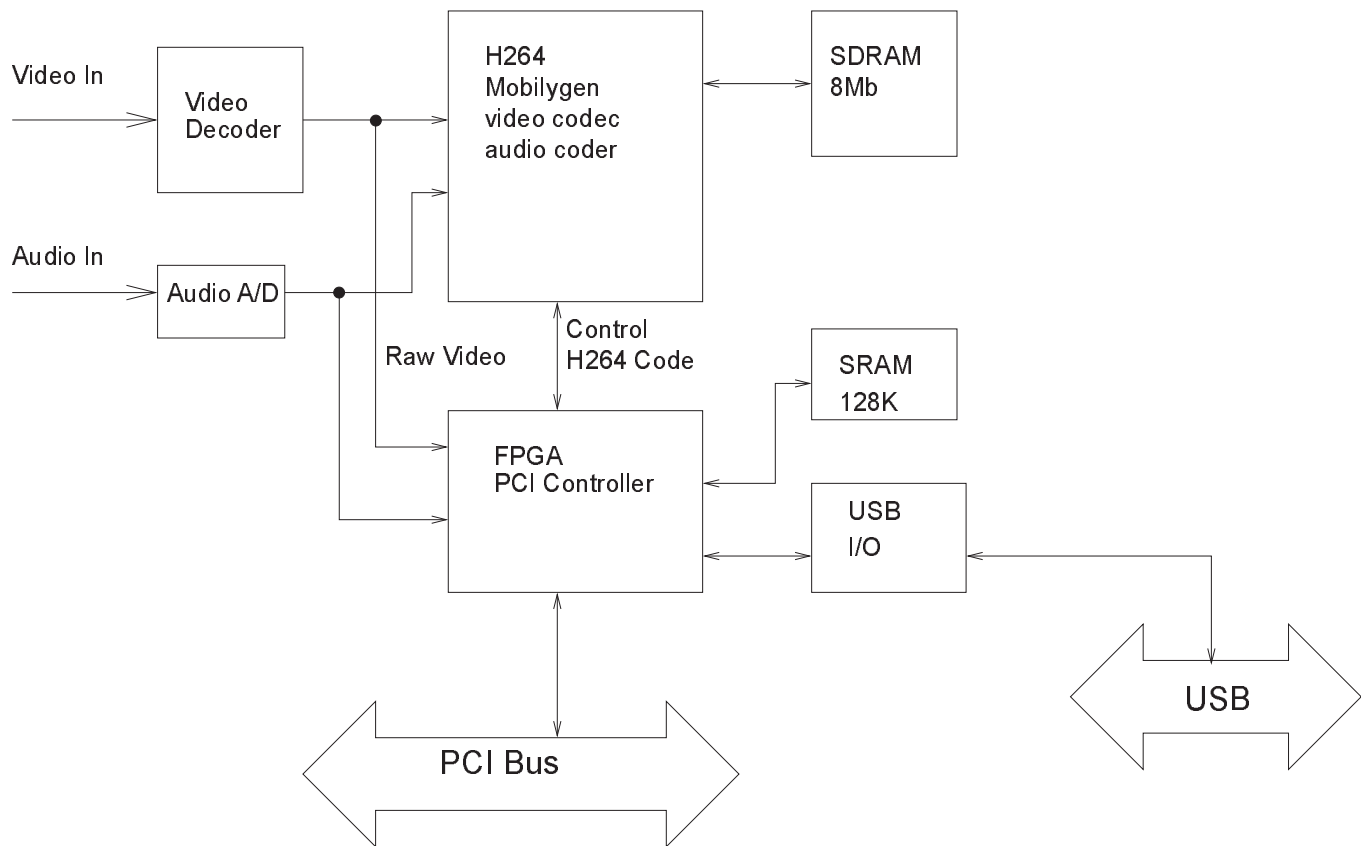 Video In
Video
Decoder
H264
Mobilygen
video codec
audio coder
SDRAM
8Mb
Audio In
Audio A/D
Raw Video
Control
H264 Code
SRAM
128K
FPGA
PCI Controller
USB
I/O
USB
PCI Bus